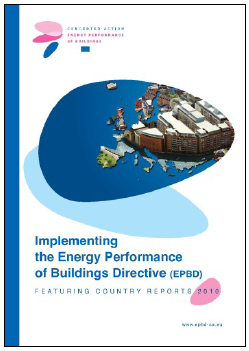 CONCERTED ACTION
ENERGY PERFORMANCE
OF BUILDINGS
Implementing
the Energy Performance
of Buildings Directive (EPBD)
FEATURING COUNTRY REPORTS 2010
www.epbd-ca.eu